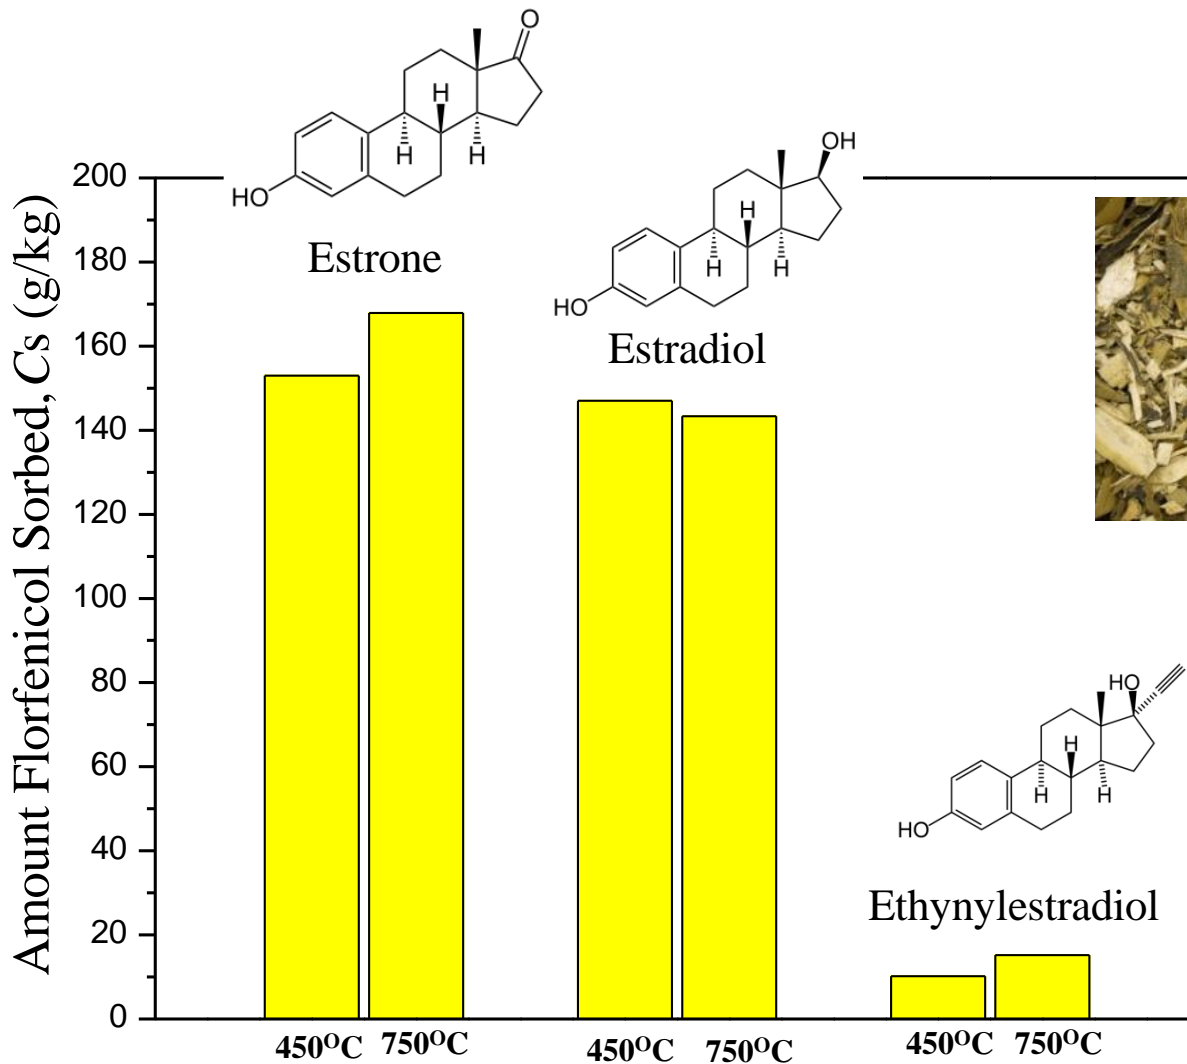 O
H
H
H
HO
Estrone
OH
H
H
H
HO
Estradiol
HO
H
H
H
HO
Ethynylestradiol
Amount Florfenicol Sorbed, Cs (g/kg)
200
180
160
140
120
100
80
60
40
20
0
450ᴼC 750ᴼC 450ᴼC 750ᴼC 450ᴼC 750ᴼC